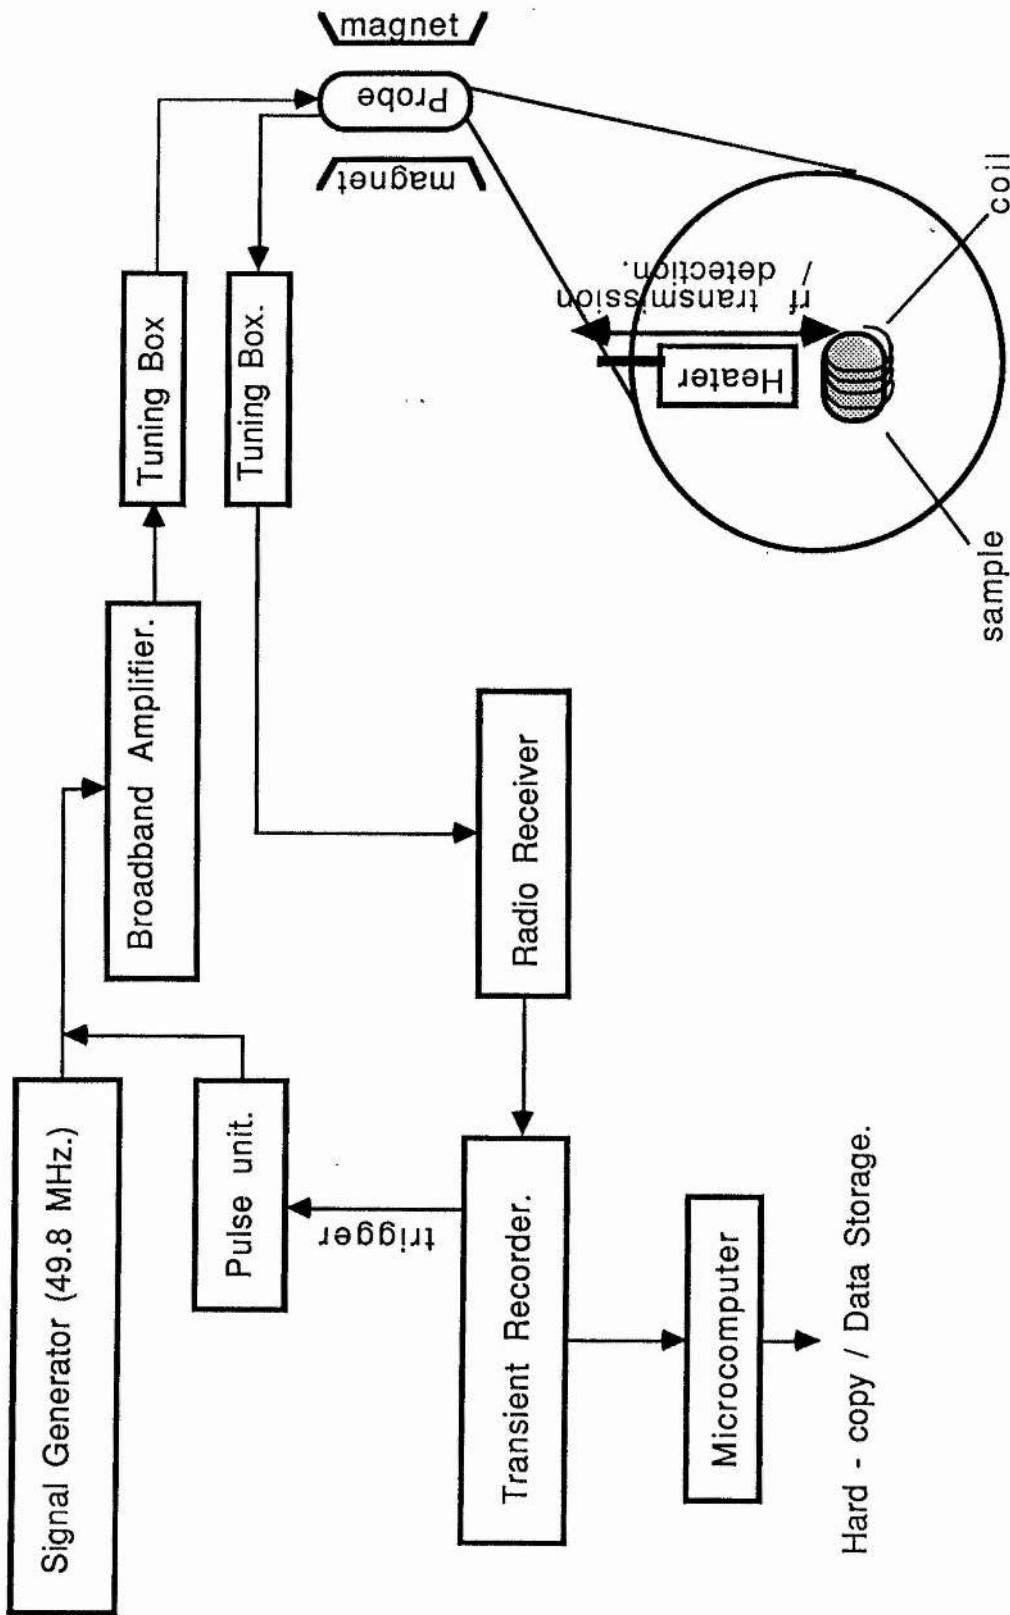 Signal Generator (49.8 MHz.)
Pulse unit.
Broadband Amplifier.
Tuning Box
Tuning Box.
magnet
Probe
magnet
trigger
Transient Recorder.
Radio Receiver
Heater
rf transmission
/
detection.
Microcomputer
sample
coil
Hard - copy / Data Storage.